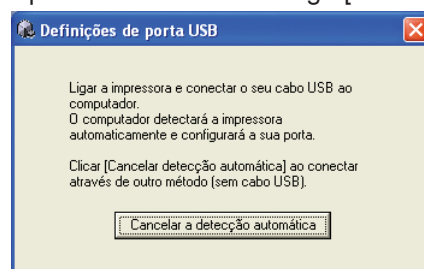 Definições de porta USB
Ligar a impressora e conectar o seu cabo USB ao
computador.
O computador detectará a impressora
automaticamente e configurará a sua porta.
Clicar [Cancelar detecção automática] ao conectar
através de outro método (sem cabo USB).
Cancelar a detecção automática